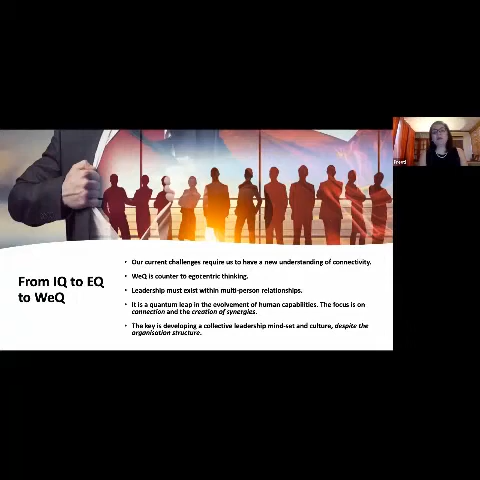 From IQ to EQ
to WeQ
• Our current challenges require us to have a new understanding of connectivity.
• WeQ is counter to egocentric thinking.
• Leadership must exist within multi-person relationships.
• It is a quantum leap in the evolvement of human capabilities. The focus is on
connection and the creation of synergies.
• The key is developing a collective leadership mind-set and culture, despite the
organisation structure.